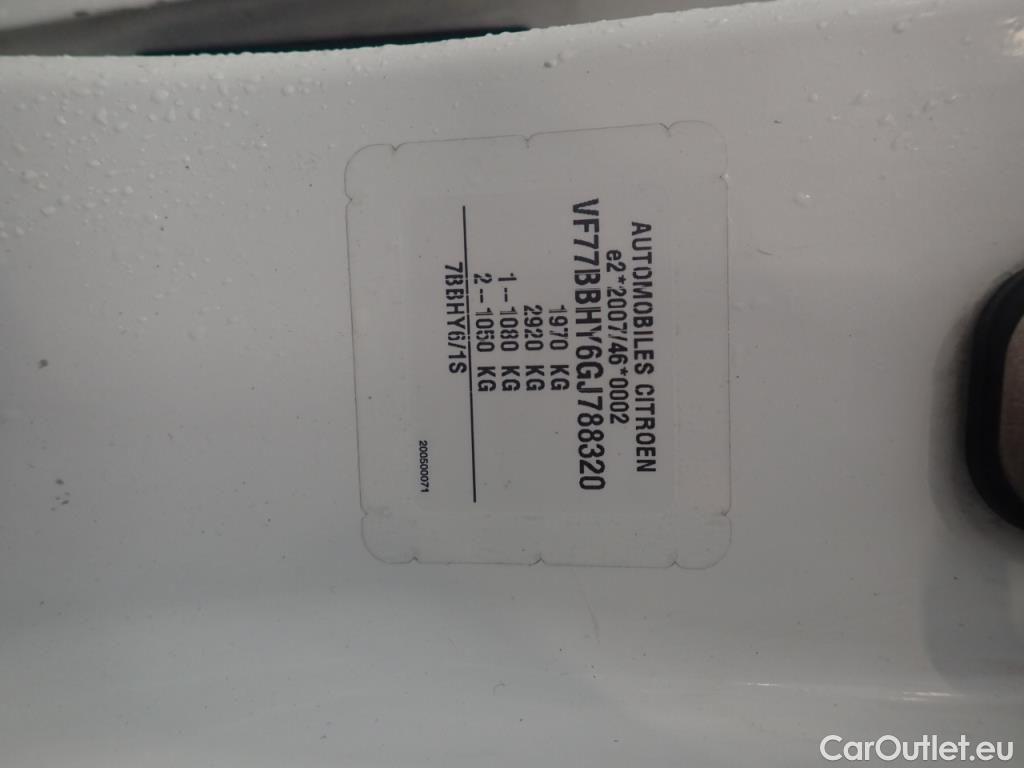 AUTOMOBILES CITROEN
e2*2007/46*0002
VF77BBHY6GJ788320
1970 KG
2920 KG
1-- 1080 KG
2-- 1050 KG
7BBHY6/1S
200500071
CarOutlet.eu